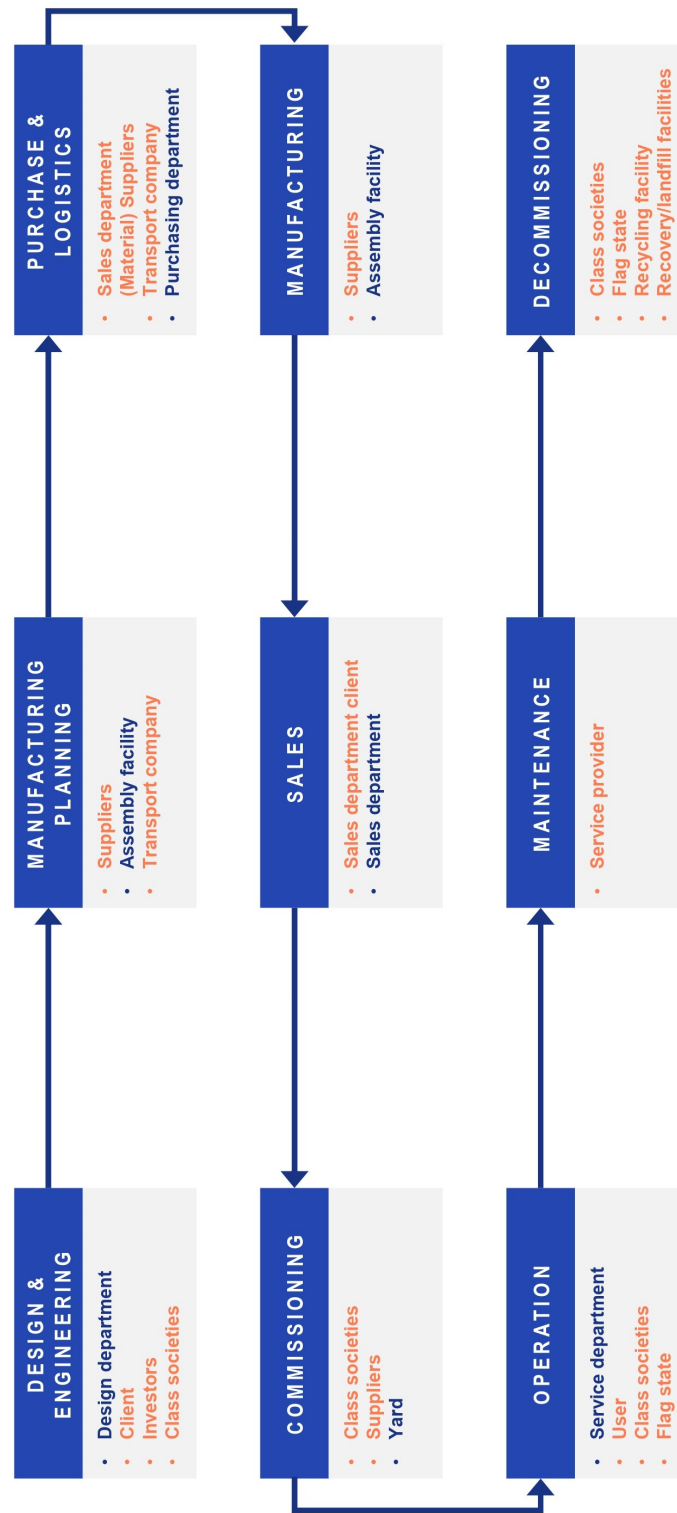 DESIGN &
ENGINEERING
• Design department
• Client
• Investors
• Class societies
MANUFACTURING
PLANNING
• Suppliers
• Assembly facility
• Transport company
PURCHASE &
LOGISTICS
• Sales department
(Material) Suppliers
• Transport company
• Purchasing department
MANUFACTURING
• Suppliers
• Assembly facility
SALES
• Sales department client
• Sales department
COMMISSIONING
• Class societies
• Suppliers
• Yard
OPERATION
• Service department
• User
• Class societies
• Flag state
MAINTENANCE
• Service provider
DECOMMISSIONING
• Class societies
• Flag state
• Recycling facility
• Recovery/landfill facilities